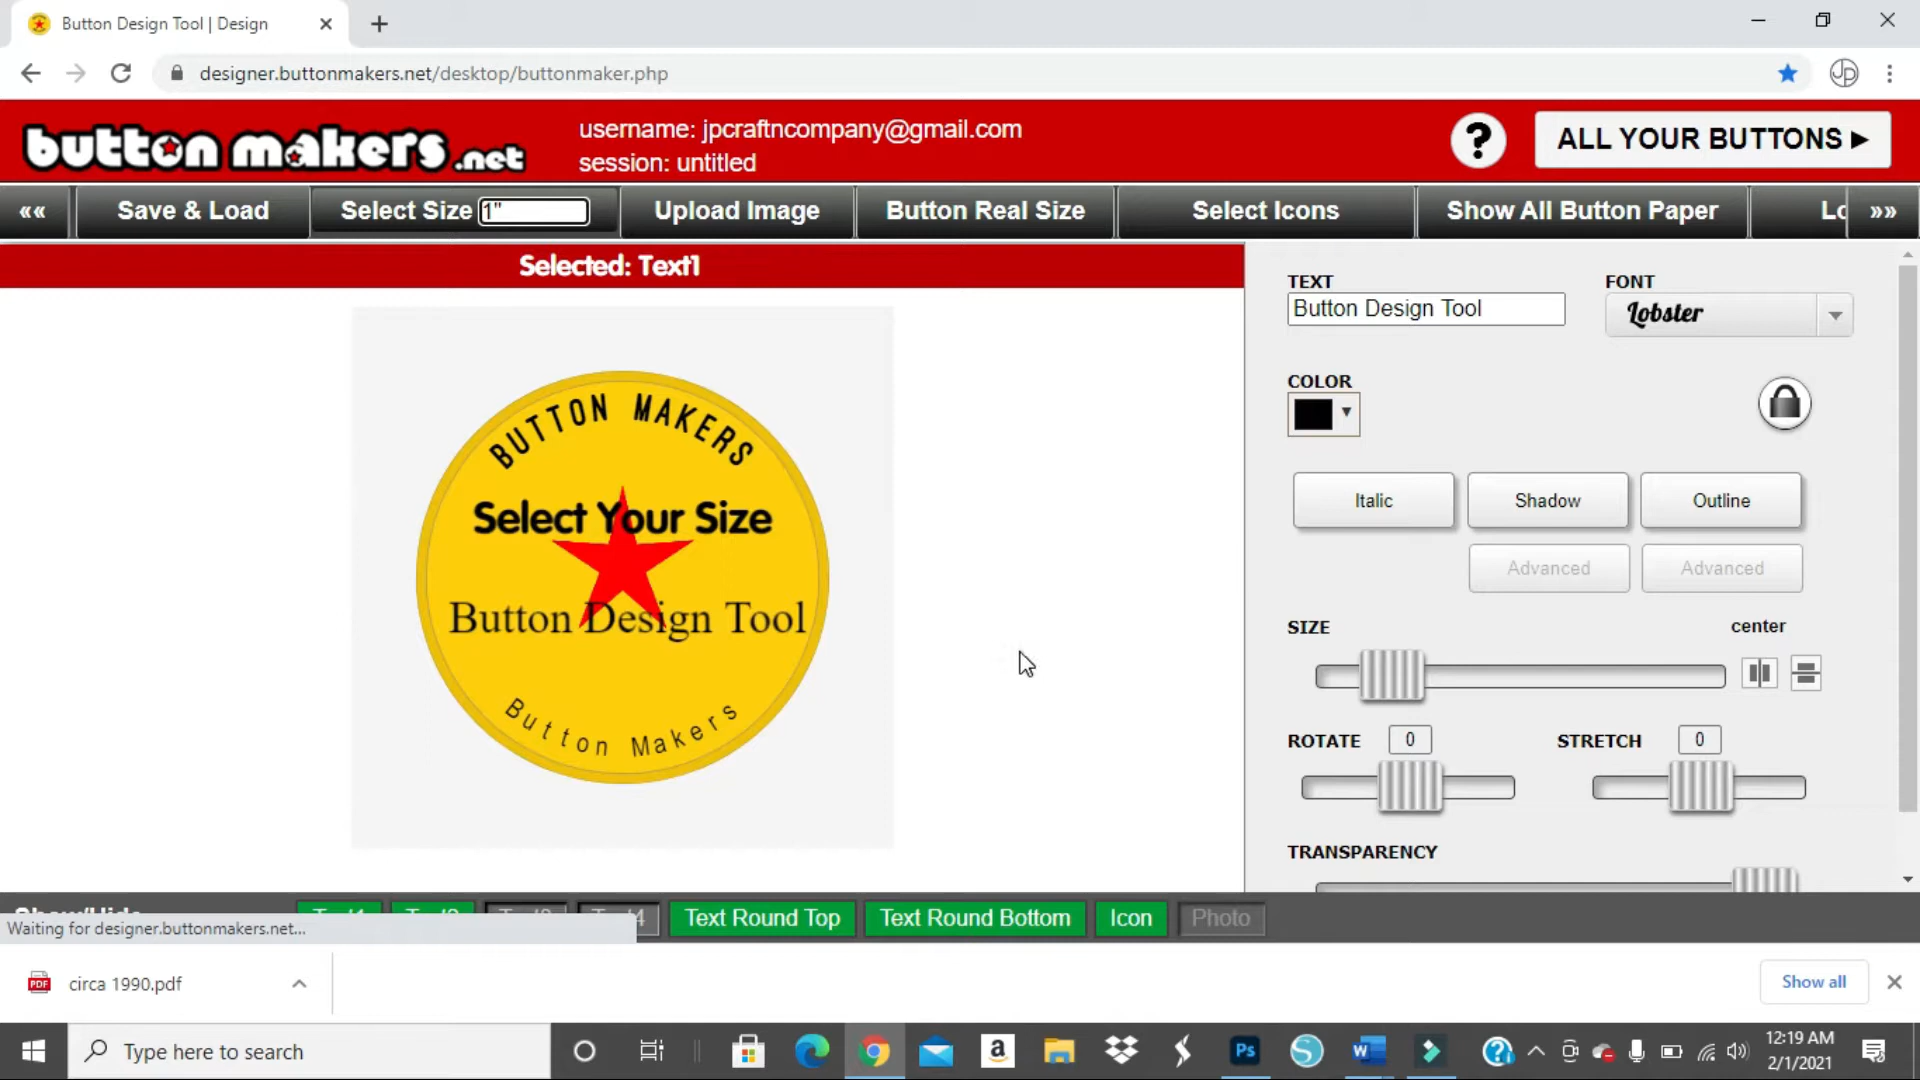 Button Design Tool | Design
designer.buttonmakers.net/desktop/buttonmaker.php
JP
button makers.net
username: jpcraftncompany@gmail.com
session: untitled
?
ALL YOUR BUTTONS ▶
««
Save & Load
Select Size 1"
Upload Image
Button Real Size
Select Icons
Show All Button Paper
»»
Selected: Text1
TEXT
FONT
Button Design Tool
Lobster
COLOR
BUTTON MAKERS
Select Your Size
Button Design Tool
Button Makers
Italic
Shadow
Outline
Advanced
Advanced
SIZE
center
ROTATE 0
STRETCH 0
TRANSPARENCY
Show/Hide
Text Round Top
Text Round Bottom
Icon
Photo
Waiting for designer.buttonmakers.net...
PDF
circa 1990.pdf
Show all
Type here to search
a
Ps
S
W
?
12:19 AM
2/1/2021